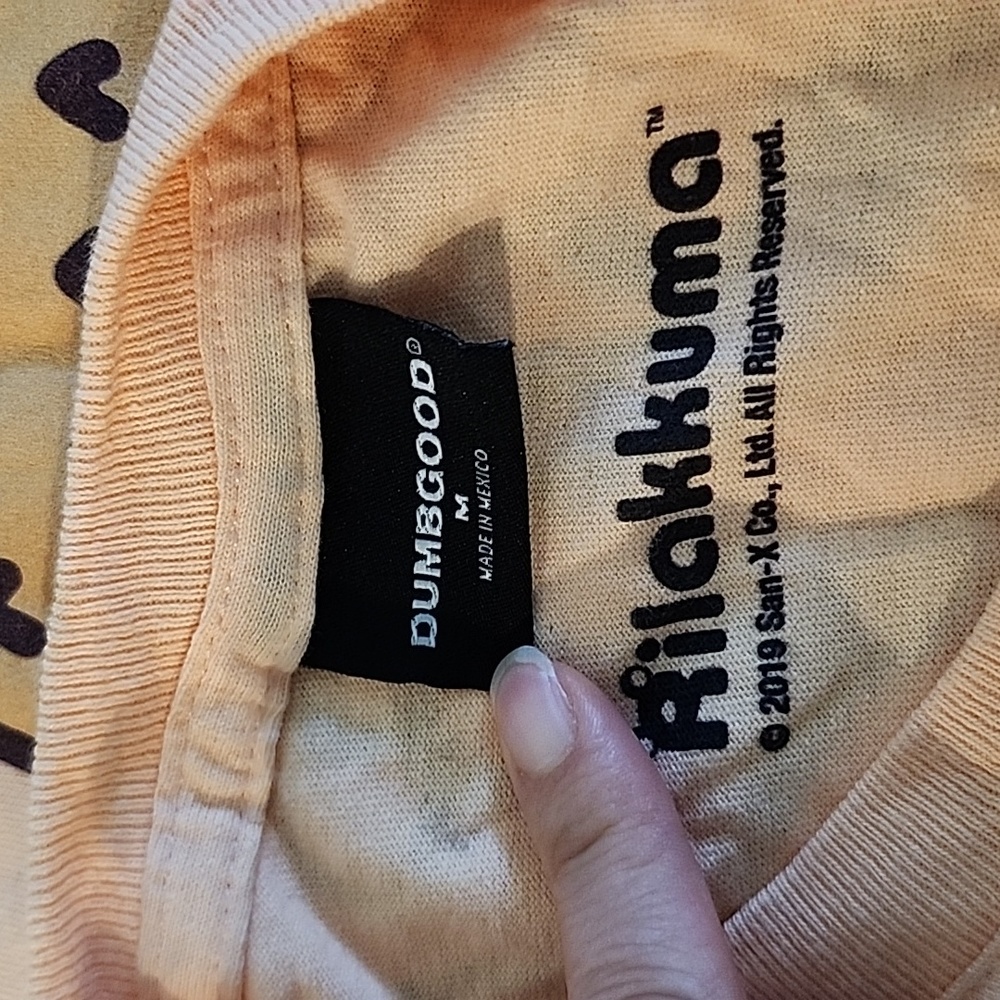 DUMBGOOD®
M
MADE IN MEXICO
Rilakkuma™
© 2019 San-X Co., Ltd. All Rights Reserved.